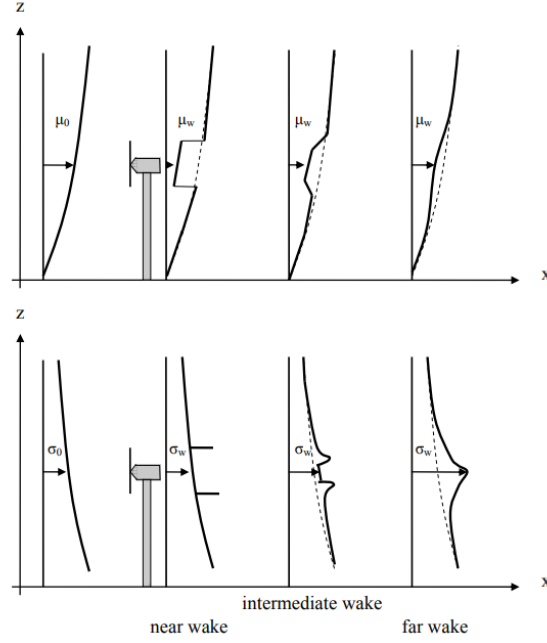 z
μ₀
μw
μw
μw
x
z
σ₀
σw
σw
σw
x
intermediate wake
near wake
far wake